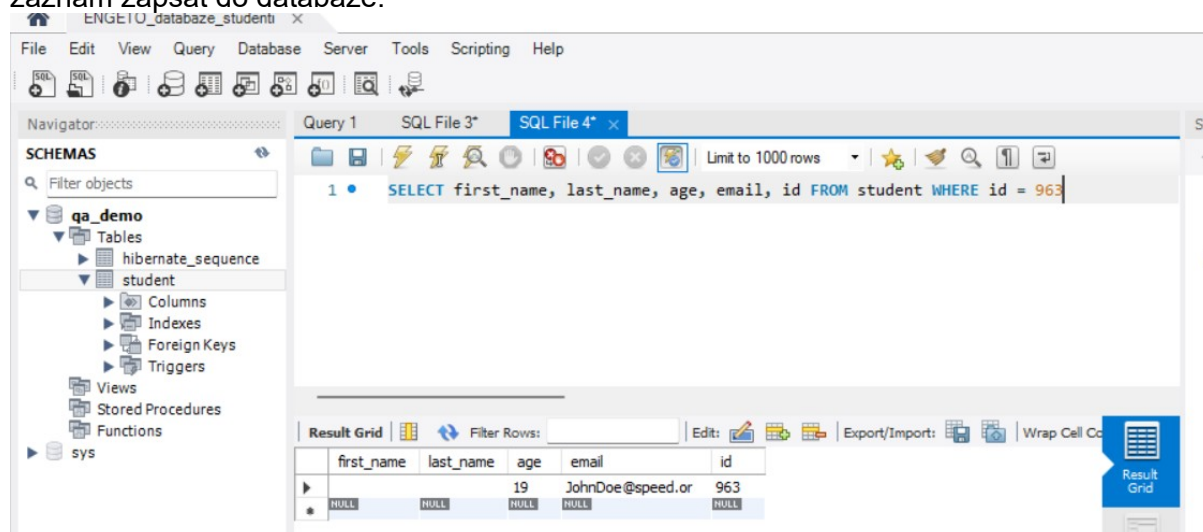 záznam zapsat do databáze.
ENGETO_databaze_studenti ×
File Edit View Query Database Server Tools Scripting Help
Navigator
Query 1 SQL File 3* SQL File 4* ×
SCHEMAS
Limit to 1000 rows
Filter objects
1 SELECT first_name, last_name, age, email, id FROM student WHERE id = 963
qa_demo
Tables
hibernate_sequence
student
Columns
Indexes
Foreign Keys
Triggers
Views
Stored Procedures
Functions
sys
Result Grid Filter Rows: Edit: Export/Import: Wrap Cell Co
first_name last_name age email id
19 JohnDoe@speed.or 963
NULL NULL NULL NULL NULL
Result
Grid